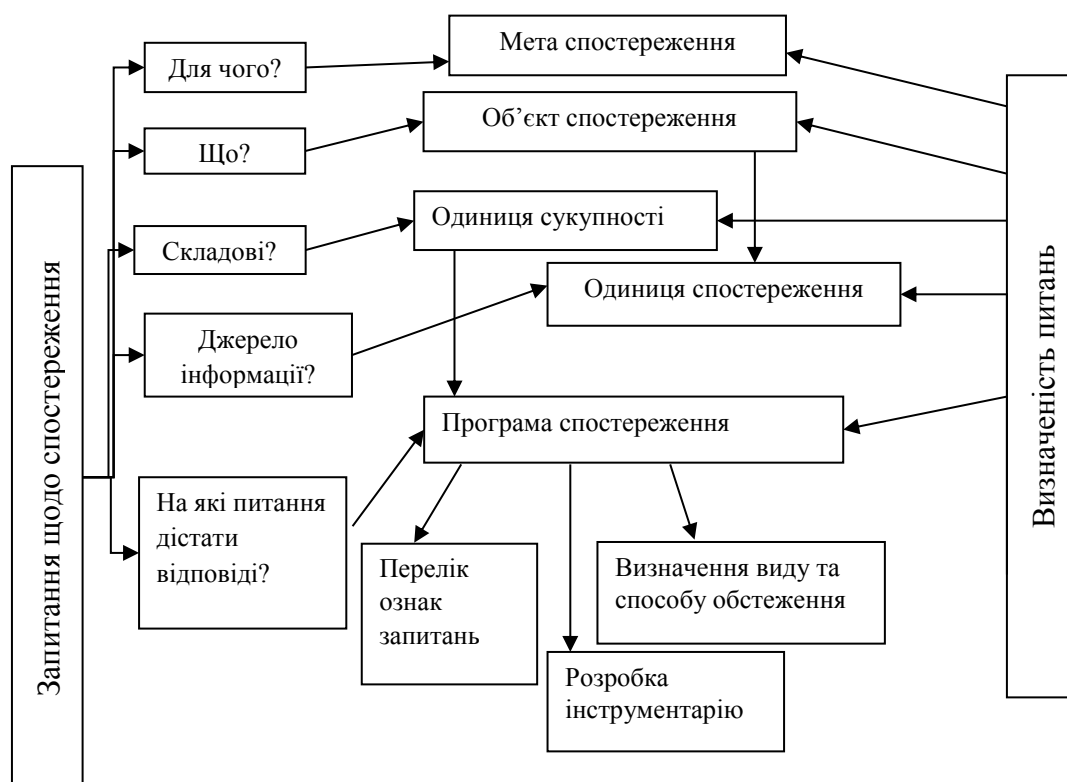 Запитання щодо спостереження
Для чого?
Мета спостереження
Що?
Об’єкт спостереження
Складові?
Одиниця сукупності
Джерело
інформації?
Одиниця спостереження
На які питання
дістати
відповіді?
Програма спостереження
Перелік
ознак
запитань
Розробка
інструментарію
Визначення виду та
способу обстеження
Визначеність питань